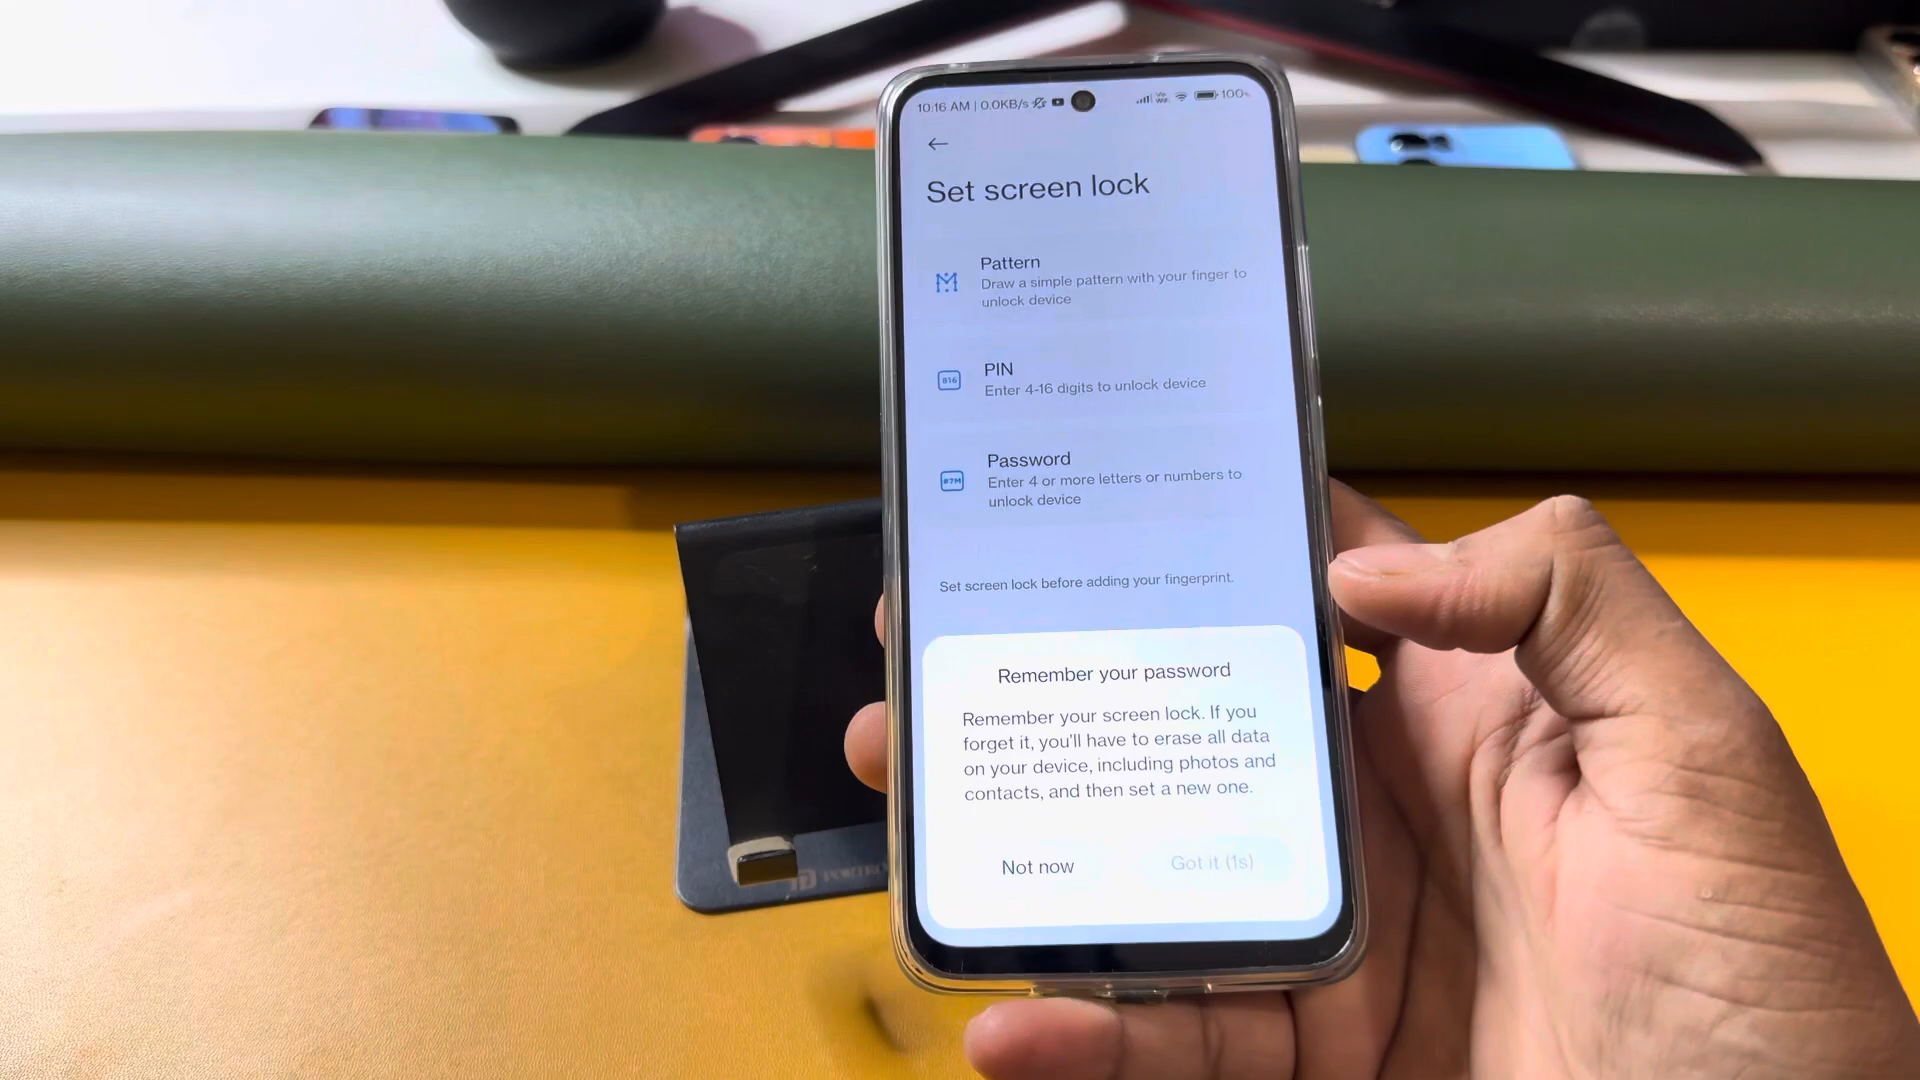 10:16 AM | 0.0KB/s 100
Set screen lock
Pattern
Draw a simple pattern with your finger to
unlock device
816
PIN
Enter 4-16 digits to unlock device
Password
#7M
Enter 4 or more letters or numbers to
unlock device
Set screen lock before adding your fingerprint.
Remember your password
Remember your screen lock. If you
forget it, you'll have to erase all data
on your device, including photos and
contacts, and then set a new one.
Not now
Got it (1s)